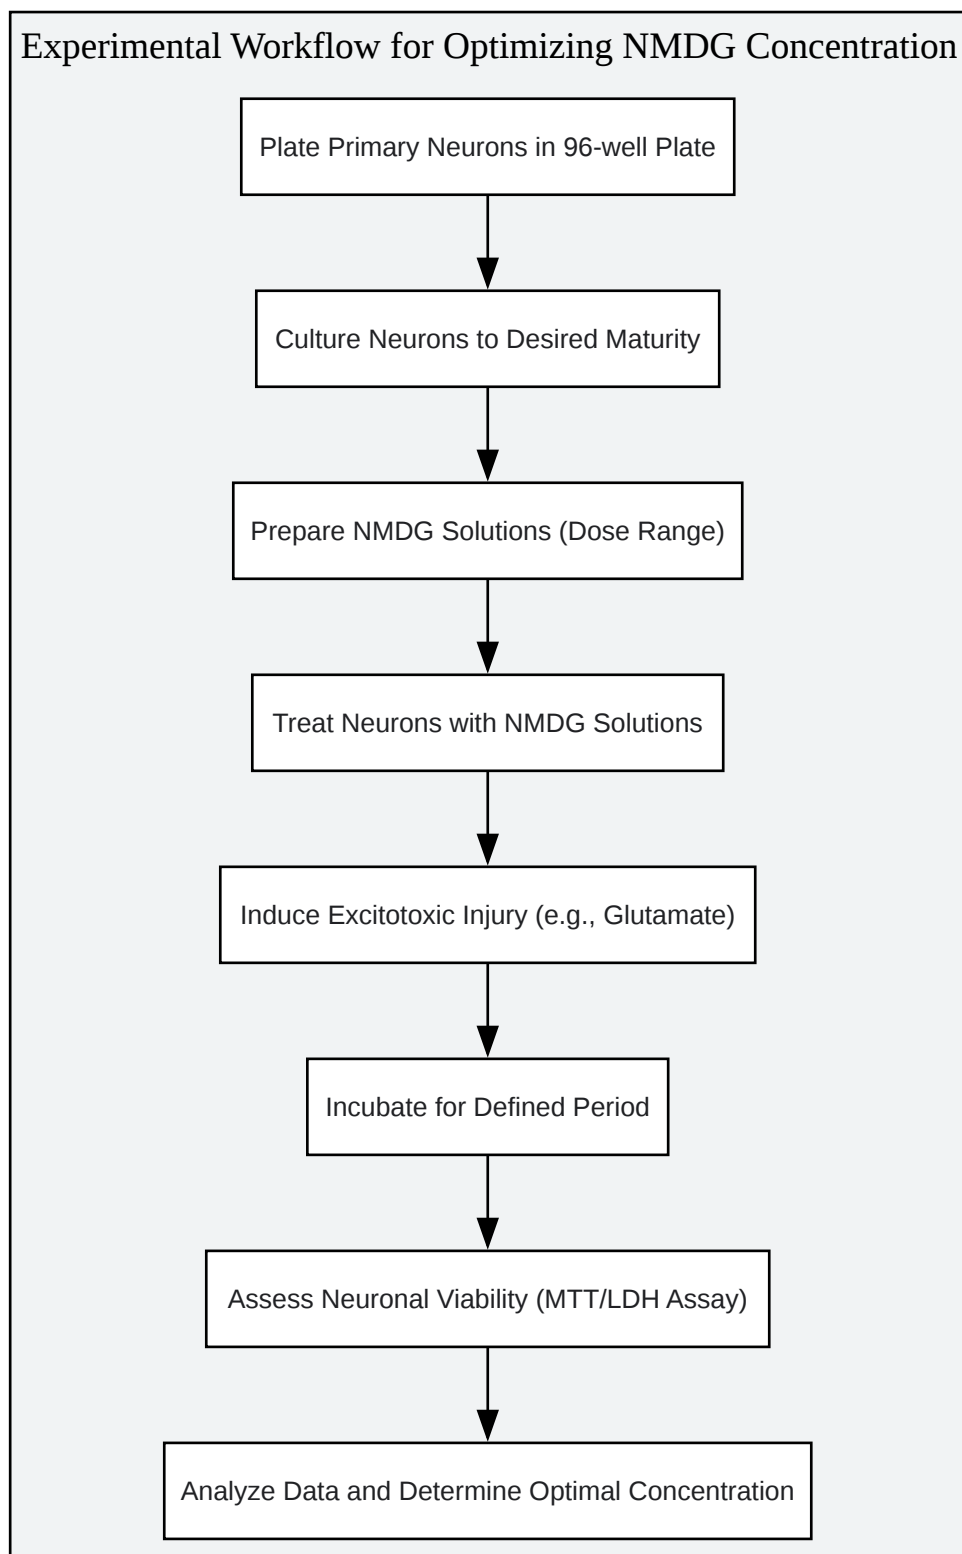 Experimental Workflow for Optimizing NMDG Concentration
Plate Primary Neurons in 96-well Plate
Culture Neurons to Desired Maturity
Prepare NMDG Solutions (Dose Range)
Treat Neurons with NMDG Solutions
Induce Excitotoxic Injury (e.g., Glutamate)
Incubate for Defined Period
Assess Neuronal Viability (MTT/LDH Assay)
Analyze Data and Determine Optimal Concentration